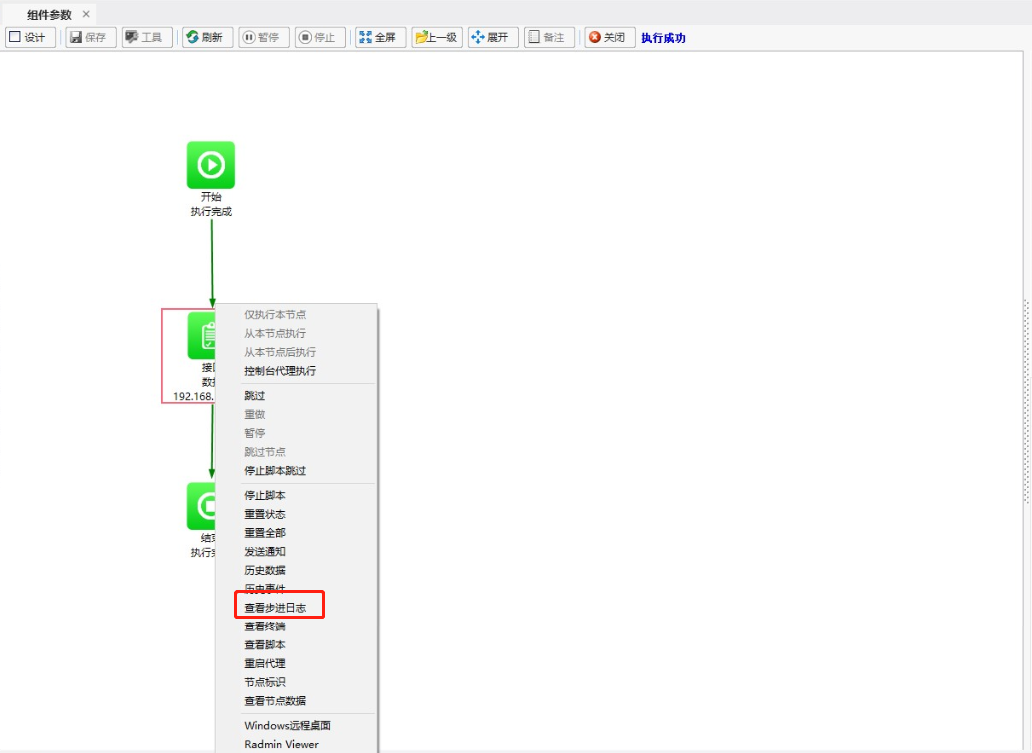 组件参数
设计 保存 工具 刷新 暂停 停止 全屏 上一级 展开 备注 关闭 执行成功
开始
执行完成
接
数
192.168.
结
执行
仅执行本节点
从本节点执行
从本节点后执行
控制台代理执行
跳过
重做
暂停
跳过节点
停止脚本跳过
停止脚本
重置状态
重置全部
发送通知
历史数据
历史事件
查看步进日志
查看终端
查看脚本
重启代理
节点标识
查看节点数据
Windows远程桌面
Radmin Viewer